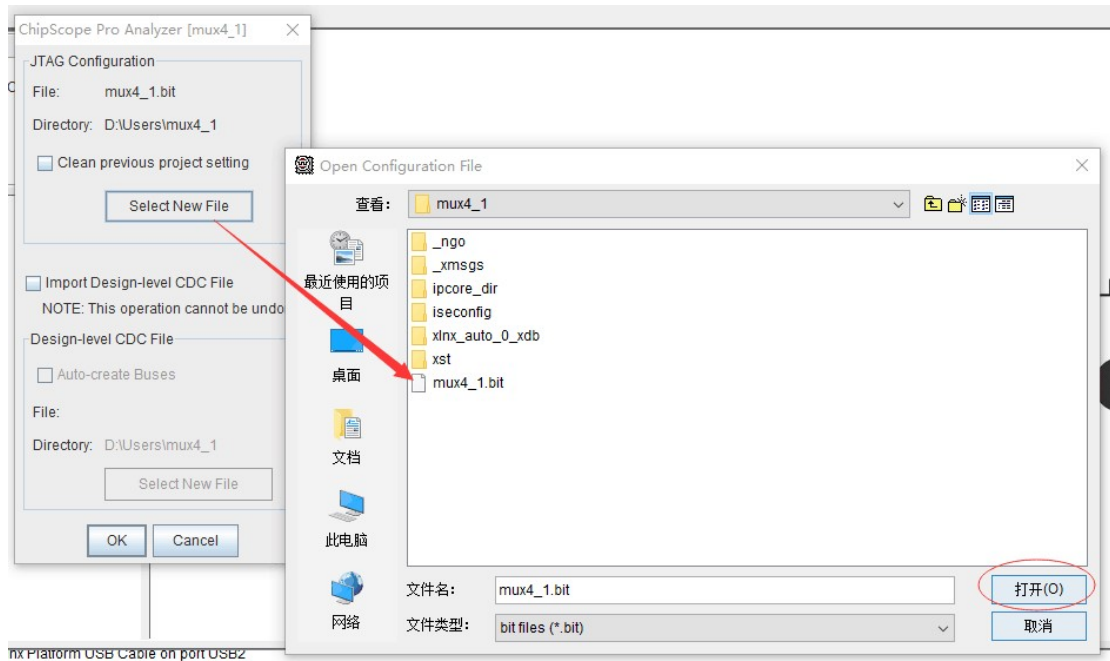 ChipScope Pro Analyzer [mux4_1]
JTAG Configuration
File: mux4_1.bit
Directory: D:\Users\mux4_1
Clean previous project setting
Select New File
Import Design-level CDC File
NOTE: This operation cannot be undo
Design-level CDC File
Auto-create Buses
File:
Directory: D:\Users\mux4_1
Select New File
OK Cancel
Open Configuration File
查看: mux4_1
最近使用的项
目
桌面
文档
此电脑
网络
_ngo
_xmsgs
ipcore_dir
iseconfig
xlnx_auto_0_xdb
xst
mux4_1.bit
文件名: mux4_1.bit 打开(O)
文件类型: bit files (*.bit) 取消
nx Platform USB Cable on port USB2